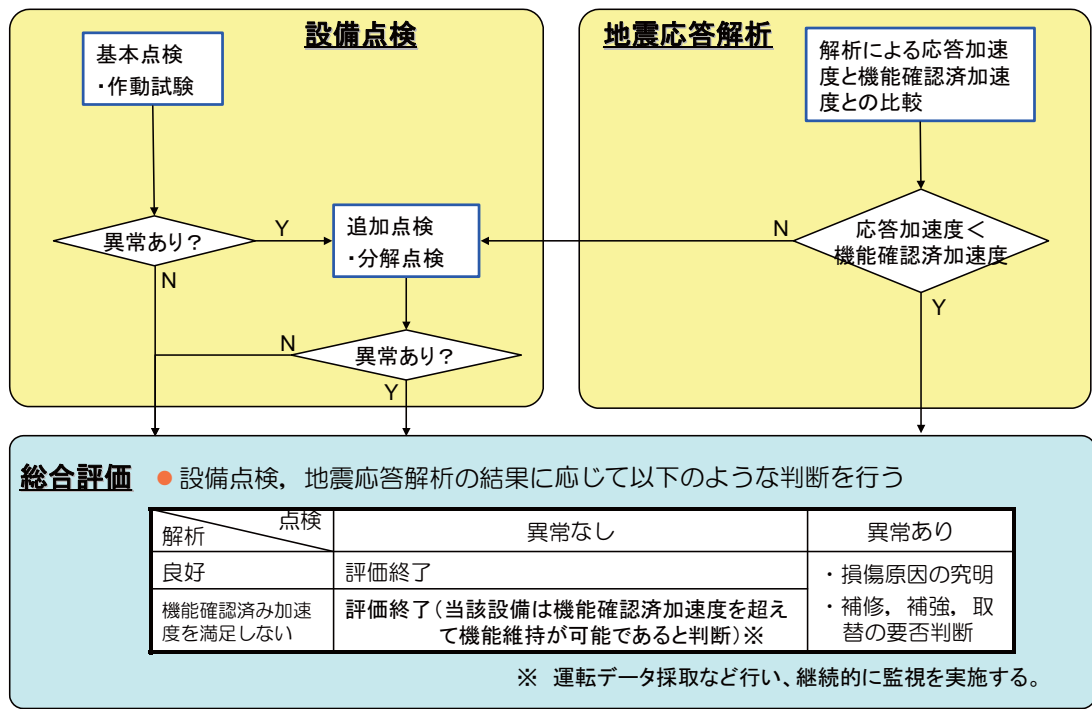 設備点検
基本点検
・作動試験
異常あり？
Y
N
追加点検
・分解点検
異常あり？
N
Y
地震応答解析
解析による応答加速
度と機能確認済加速
度との比較
応答加速度＜
機能確認済加速度
N
Y
総合評価
●設備点検，地震応答解析の結果に応じて以下のような判断を行う
点検
解析
異常なし
異常あり
良好
評価終了
機能確認済み加速
度を満足しない
評価終了（当該設備は機能確認済加速度を超え
て機能維持が可能であると判断）※
・損傷原因の究明
・補修，補強，取
替の要否判断
※ 運転データ採取など行い、継続的に監視を実施する。